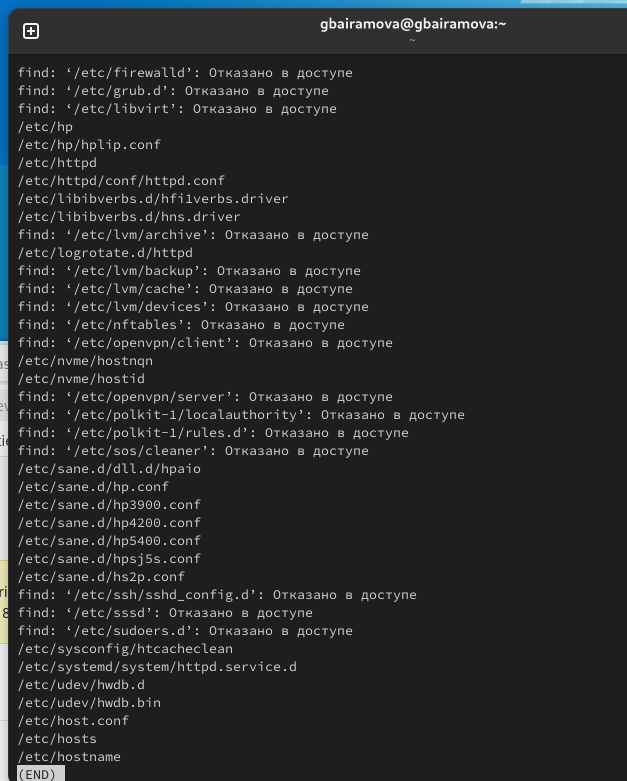 gbairamova@gbairamova:~
~
find: ‘/etc/firewalld’: Отказано в доступе
find: ‘/etc/grub.d’: Отказано в доступе
find: ‘/etc/libvirt’: Отказано в доступе
/etc/hp
/etc/hp/hplip.conf
/etc/httpd
/etc/httpd/conf/httpd.conf
/etc/libibverbs.d/hfi1verbs.driver
/etc/libibverbs.d/hns.driver
find: ‘/etc/lvm/archive’: Отказано в доступе
/etc/logrotate.d/httpd
find: ‘/etc/lvm/backup’: Отказано в доступе
find: ‘/etc/lvm/cache’: Отказано в доступе
find: ‘/etc/lvm/devices’: Отказано в доступе
find: ‘/etc/nftables’: Отказано в доступе
find: ‘/etc/openvpn/client’: Отказано в доступе
/etc/nvme/hostnqn
/etc/nvme/hostid
find: ‘/etc/openvpn/server’: Отказано в доступе
find: ‘/etc/polkit-1/localauthority’: Отказано в доступе
find: ‘/etc/polkit-1/rules.d’: Отказано в доступе
find: ‘/etc/sos/cleaner’: Отказано в доступе
/etc/sane.d/dll.d/hpaio
/etc/sane.d/hp.conf
/etc/sane.d/hp3900.conf
/etc/sane.d/hp4200.conf
/etc/sane.d/hp5400.conf
/etc/sane.d/hpsj5s.conf
/etc/sane.d/hs2p.conf
find: ‘/etc/ssh/sshd_config.d’: Отказано в доступе
find: ‘/etc/sssd’: Отказано в доступе
find: ‘/etc/sudoers.d’: Отказано в доступе
/etc/sysconfig/htcacheclean
/etc/systemd/system/httpd.service.d
/etc/udev/hwdb.d
/etc/udev/hwdb.bin
/etc/host.conf
/etc/hosts
/etc/hostname
(END)